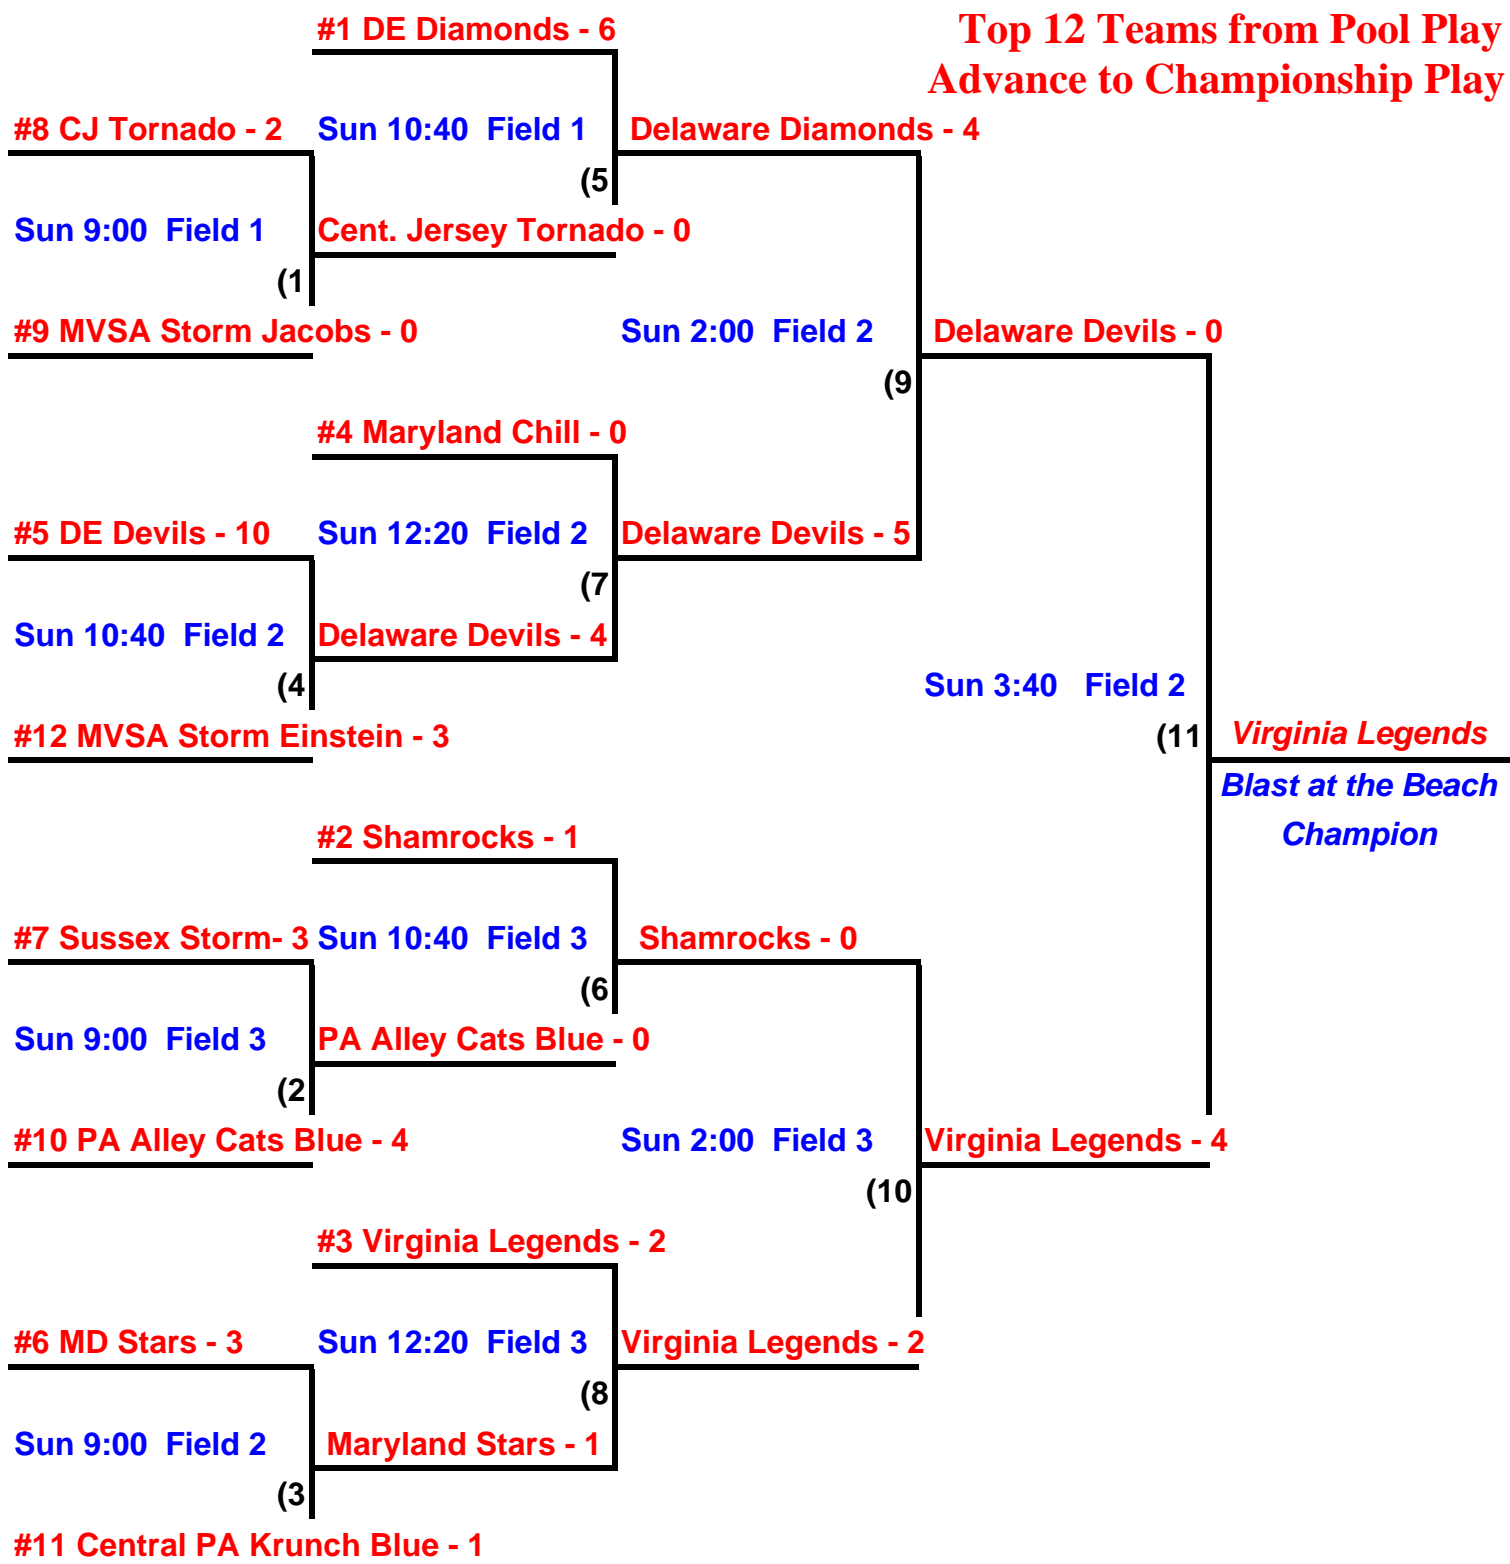 #1 DE Diamonds - 6
Top 12 Teams from Pool Play
Advance to Championship Play
#8 CJ Tornado - 2
Sun 10:40 Field 1
Delaware Diamonds - 4
(5
Sun 9:00 Field 1
Cent. Jersey Tornado - 0
(1
#9 MVSA Storm Jacobs - 0
Sun 2:00 Field 2
Delaware Devils - 0
(9
#4 Maryland Chill - 0
#5 DE Devils - 10
Sun 12:20 Field 2
Delaware Devils - 5
(7
Sun 10:40 Field 2
Delaware Devils - 4
(4
Sun 3:40 Field 2
#12 MVSA Storm Einstein - 3
(11
Virginia Legends
Blast at the Beach
Champion
#2 Shamrocks - 1
#7 Sussex Storm- 3
Sun 10:40 Field 3
Shamrocks - 0
(6
Sun 9:00 Field 3
PA Alley Cats Blue - 0
(2
#10 PA Alley Cats Blue - 4
Sun 2:00 Field 3
Virginia Legends - 4
(10
#3 Virginia Legends - 2
#6 MD Stars - 3
Sun 12:20 Field 3
Virginia Legends - 2
(8
Sun 9:00 Field 2
Maryland Stars - 1
(3
#11 Central PA Krunch Blue - 1